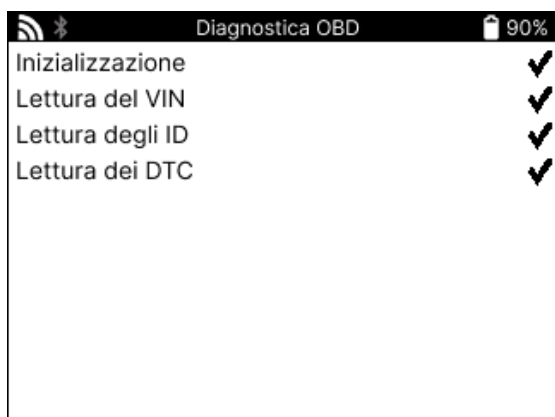 Diagnostica OBD 90%
Inizializzazione
Lettura del VIN
Lettura degli ID
Lettura dei DTC